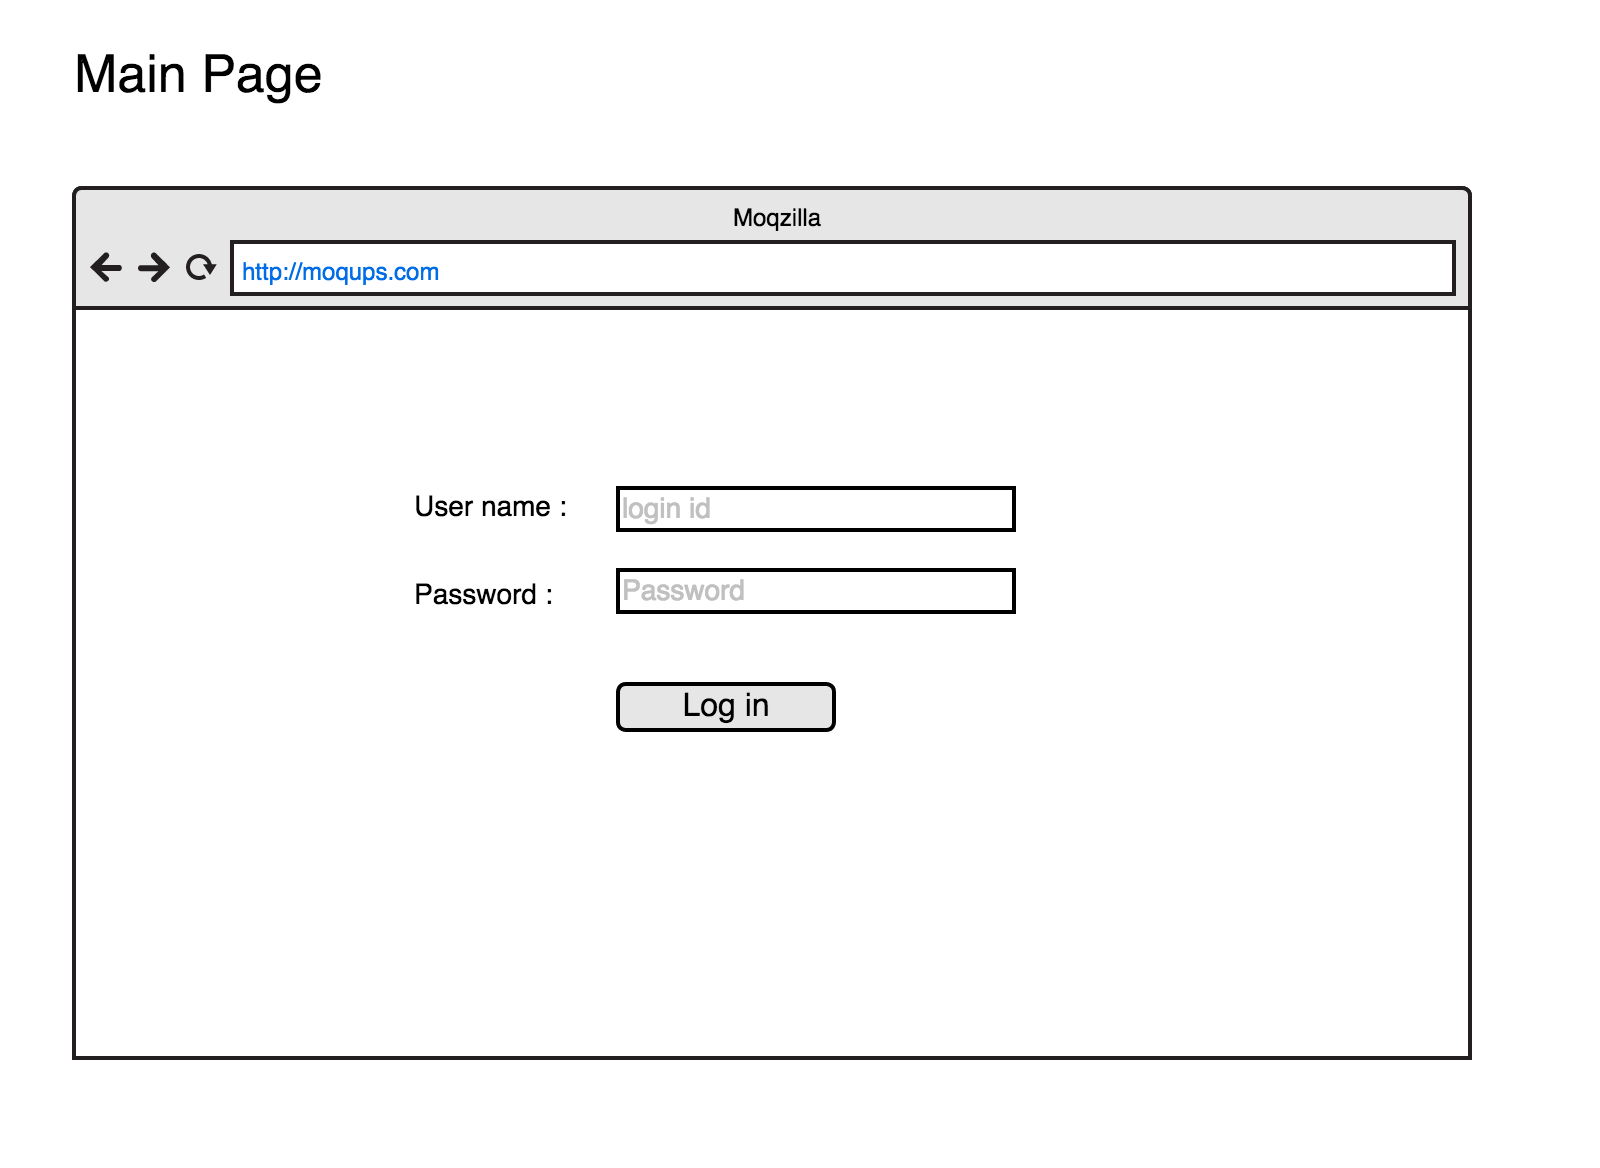 Main Page
Moqzilla
http://moqups.com
User name :
login id
Password :
Password
Log in